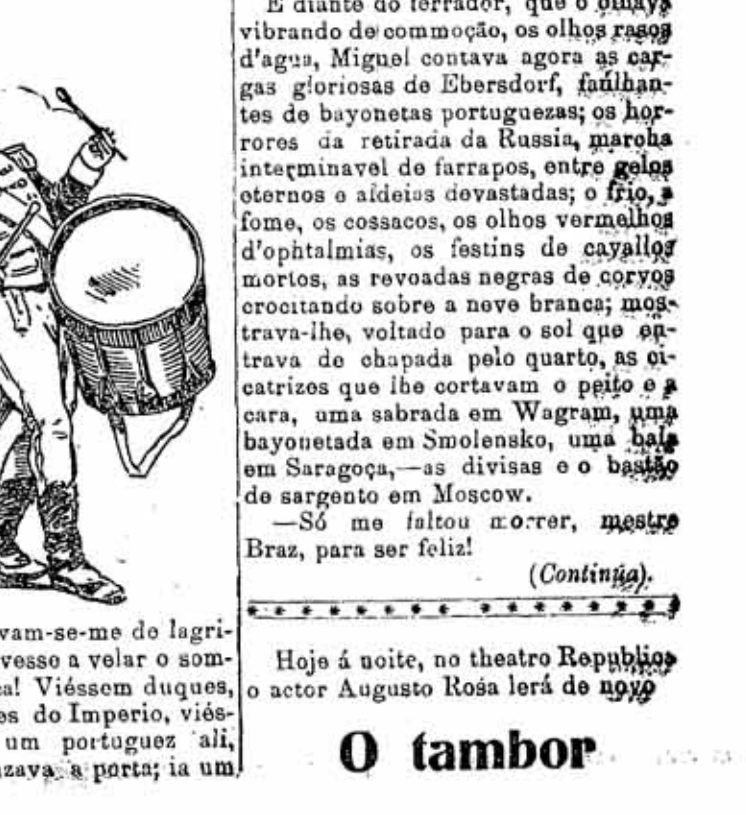 vam-se-me de lagri-
vesse a velar o som-
ca! Viéssem duques,
es do Imperio, viés-
um portuguez ali,
zava a porta; ia um
E diante do ferrador, que o olhava
vibrando de commoção, os olhos rasos
d'agua, Miguel contava agora as car-
gas gloriosas de Ebersdorf, faúlhan-
tes de bayonetas portuguezas; os hor-
rores da retirada da Russia, marcha
interminavel de farrapos, entre gelos
eternos e aldeias devastadas; o frio, a
fome, os cossacos, os olhos vermelhos
d'ophtalmias, os festins de cavallos
mortos, as revoadas negras de corvos
crocitando sobre a neve branca; mos-
trava-lhe, voltado para o sol que en-
trava de chapada pelo quarto, as ci-
catrizes que lhe cortavam o peito e a
cara, uma sabrada em Wagram, uma
bayonetada em Smolensko, uma bala
em Saragoça,—as divisas e o bastão
de sargento em Moscow.
—Só me faltou morrer, mestre
Braz, para ser feliz!
(Continúa).
Hoje á noite, no theatro Republica
o actor Augusto Rosa lerá de novo
O tambor